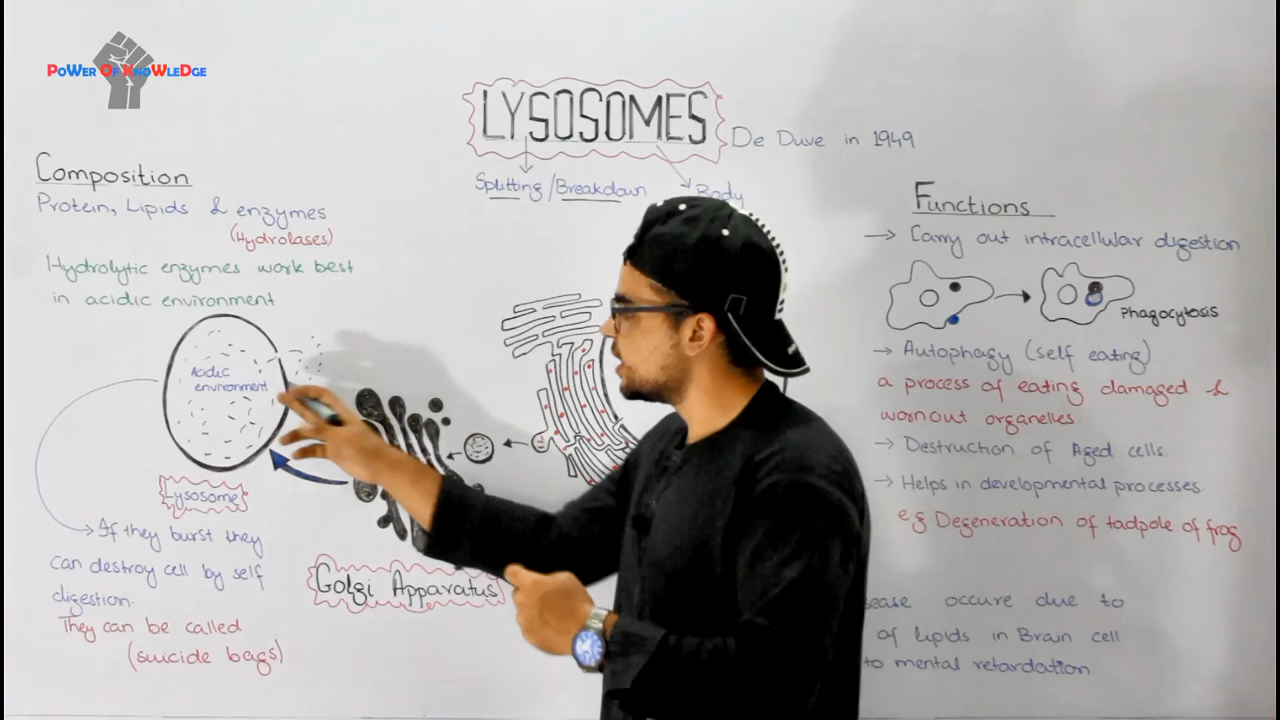 PoWer Of KnoWleDge
LYSOSOMES
De Duve in 1949
Splitting/Breakdown
Body
Composition
Protein, Lipids & enzymes
(Hydrolases)
Hydrolytic enzymes work best
in acidic environment
Acidic
environment
Lysosome
If they burst they
can destroy cell by self
digestion.
They can be called
(suicide bags)
Golgi Apparatus
Functions
→ Carry out intracellular digestion
Phagocytosis
→ Autophagy (self eating)
a process of eating damaged &
wornout organelles
→ Destruction of Aged cells.
→ Helps in developmental processes.
eg Degeneration of tadpole of frog
occure due to
of lipids in Brain cell
to mental retardation